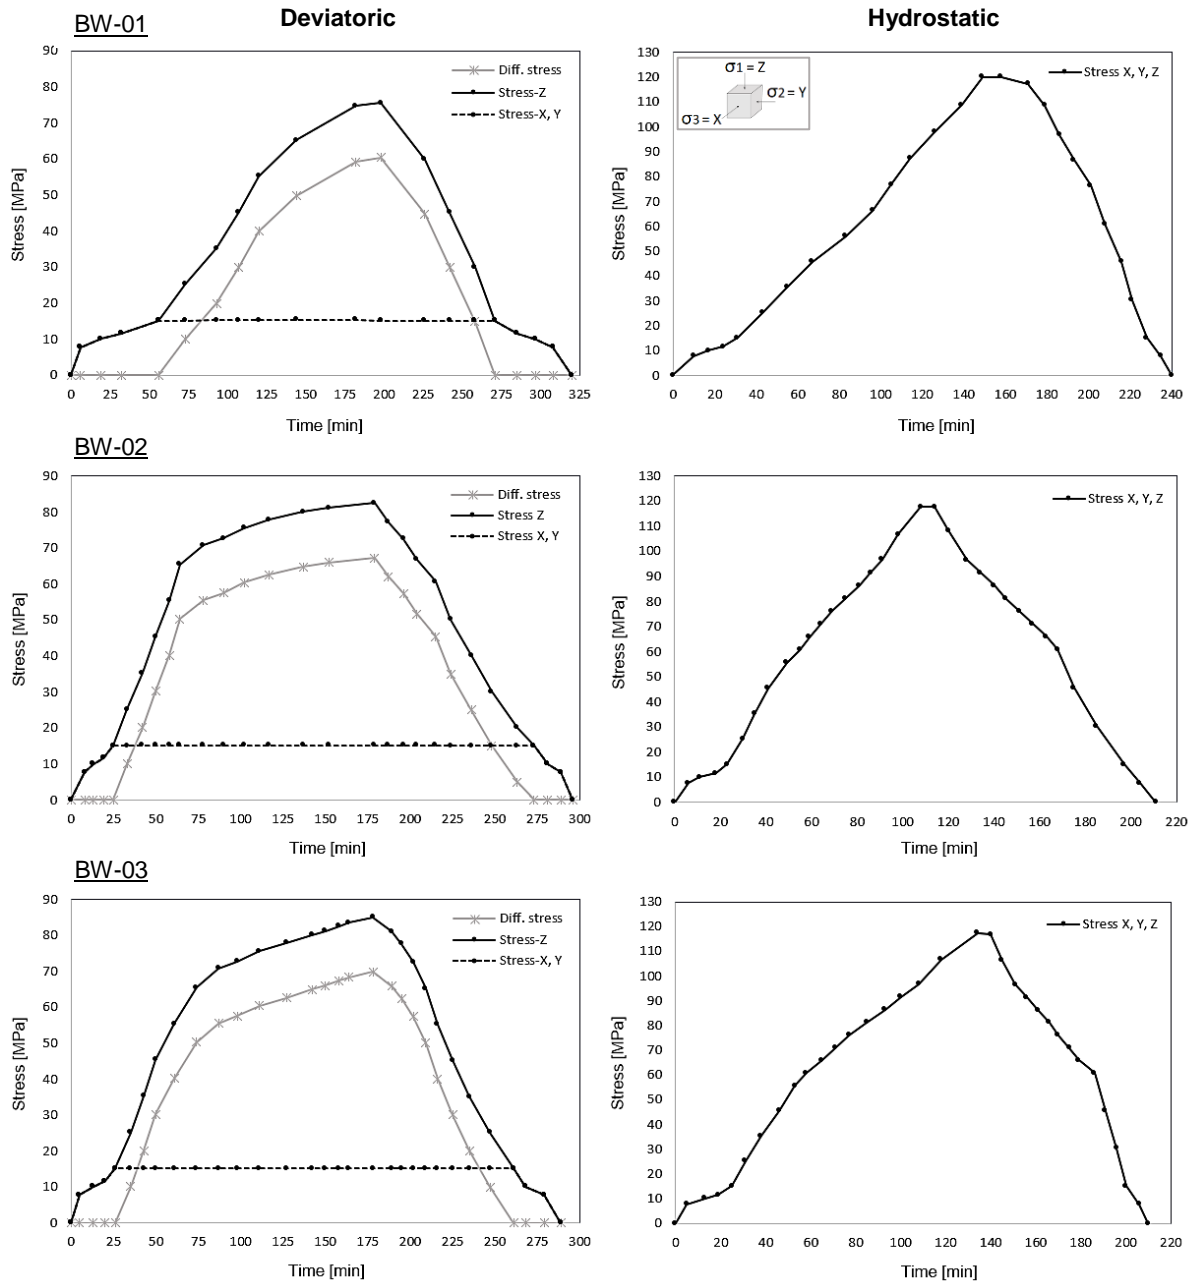 BW-01
Deviatoric
Hydrostatic
Stress [MPa]
90
80
70
60
50
40
30
20
10
0
Diff. stress
Stress-Z
Stress-X, Y
0 25 50 75 100 125 150 175 200 225 250 275 300 325
Time [min]
Stress [MPa]
130
120
110
100
90
80
70
60
50
40
30
20
10
0
σ1 = Z
σ2 = Y
σ3 = X
Stress X, Y, Z
0 20 40 60 80 100 120 140 160 180 200 220 240
Time [min]
BW-02
Stress [MPa]
90
80
70
60
50
40
30
20
10
0
Diff. stress
Stress Z
Stress X, Y
0 25 50 75 100 125 150 175 200 225 250 275 300
Time [min]
Stress [MPa]
130
120
110
100
90
80
70
60
50
40
30
20
10
0
Stress X, Y, Z
0 20 40 60 80 100 120 140 160 180 200 220
Time [min]
BW-03
Stress [MPa]
90
80
70
60
50
40
30
20
10
0
Diff. stress
Stress-Z
Stress-X, Y
0 25 50 75 100 125 150 175 200 225 250 275 300
Time [min]
Stress [MPa]
130
120
110
100
90
80
70
60
50
40
30
20
10
0
Stress X, Y, Z
0 20 40 60 80 100 120 140 160 180 200 220
Time [min]